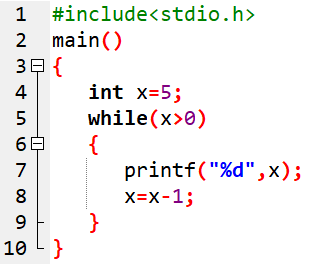 1 #include<stdio.h>
2 main()
3 {
4 int x=5;
5 while(x>0)
6 {
7 printf("%d",x);
8 x=x-1;
9 }
10 }